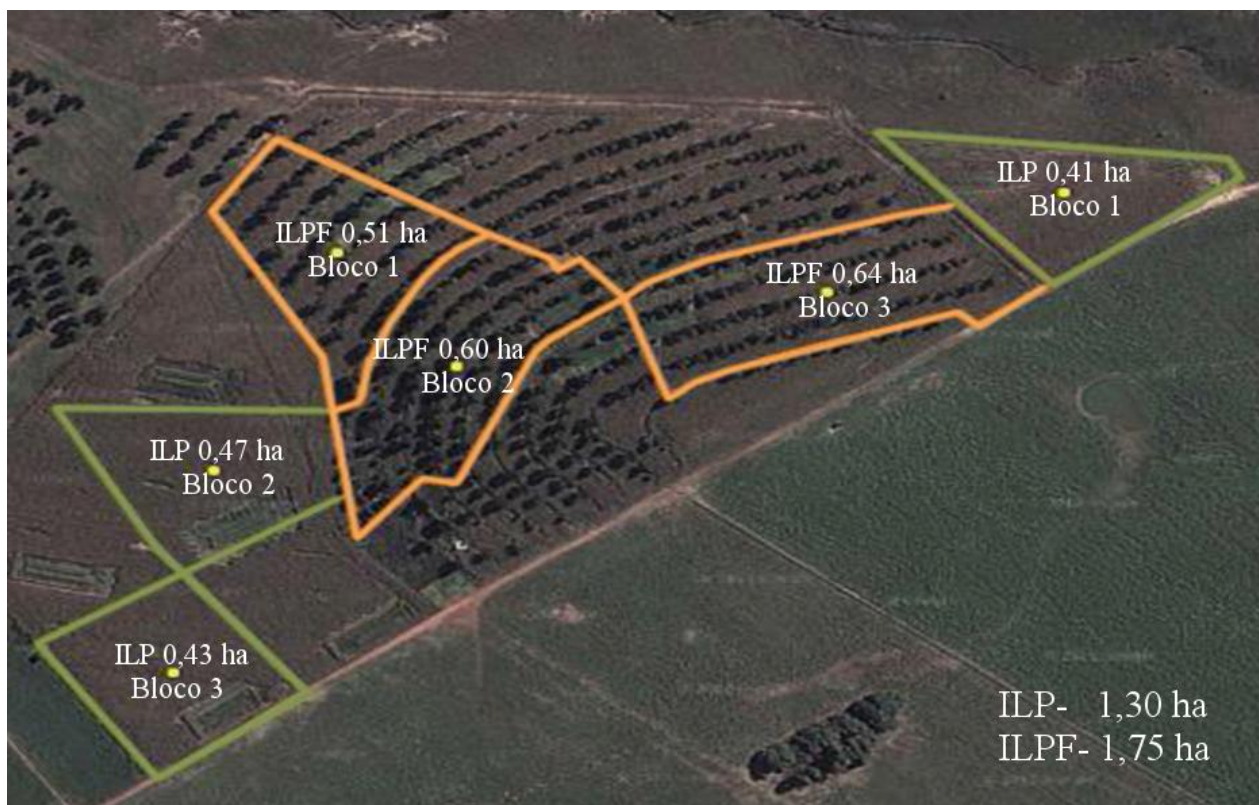 ILP 0,41 ha
Bloco 1
ILPF 0,51 ha
Bloco 1
ILPF 0,64 ha
Bloco 3
ILPF 0,60 ha
Bloco 2
ILP 0,47 ha
Bloco 2
ILP 0,43 ha
Bloco 3
ILP- 1,30 ha
ILPF- 1,75 ha